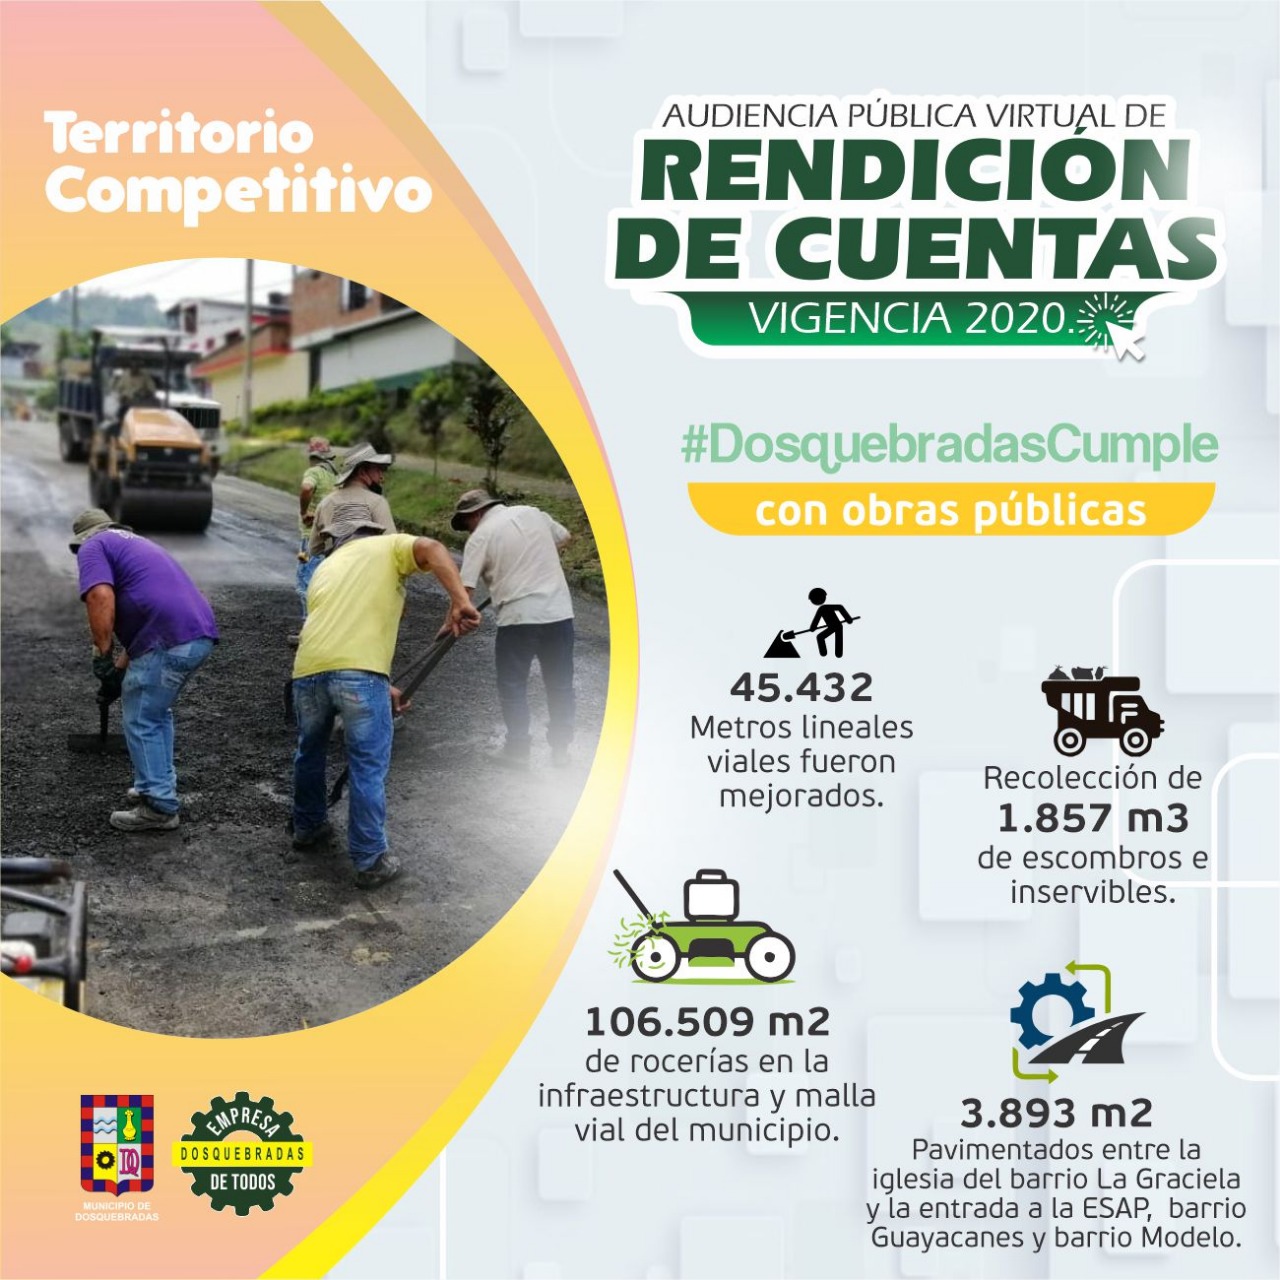 Territorio
Competitivo
AUDIENCIA PÚBLICA VIRTUAL DE
RENDICIÓN
DE CUENTAS
VIGENCIA 2020.
#DosquebradasCumple
con obras públicas
45.432
Metros lineales
viales fueron
mejorados.
Recolección de
1.857 m3
de escombros e
inservibles.
106.509 m2
de rocerías en la
infraestructura y malla
vial del municipio.
3.893 m2
Pavimentados entre la
iglesia del barrio La Graciela
y la entrada a la ESAP, barrio
Guayacanes y barrio Modelo.
DQ
MUNICIPIO DE
DOSQUEBRADAS
EMPRESA
DOSQUEBRADAS
DE TODOS